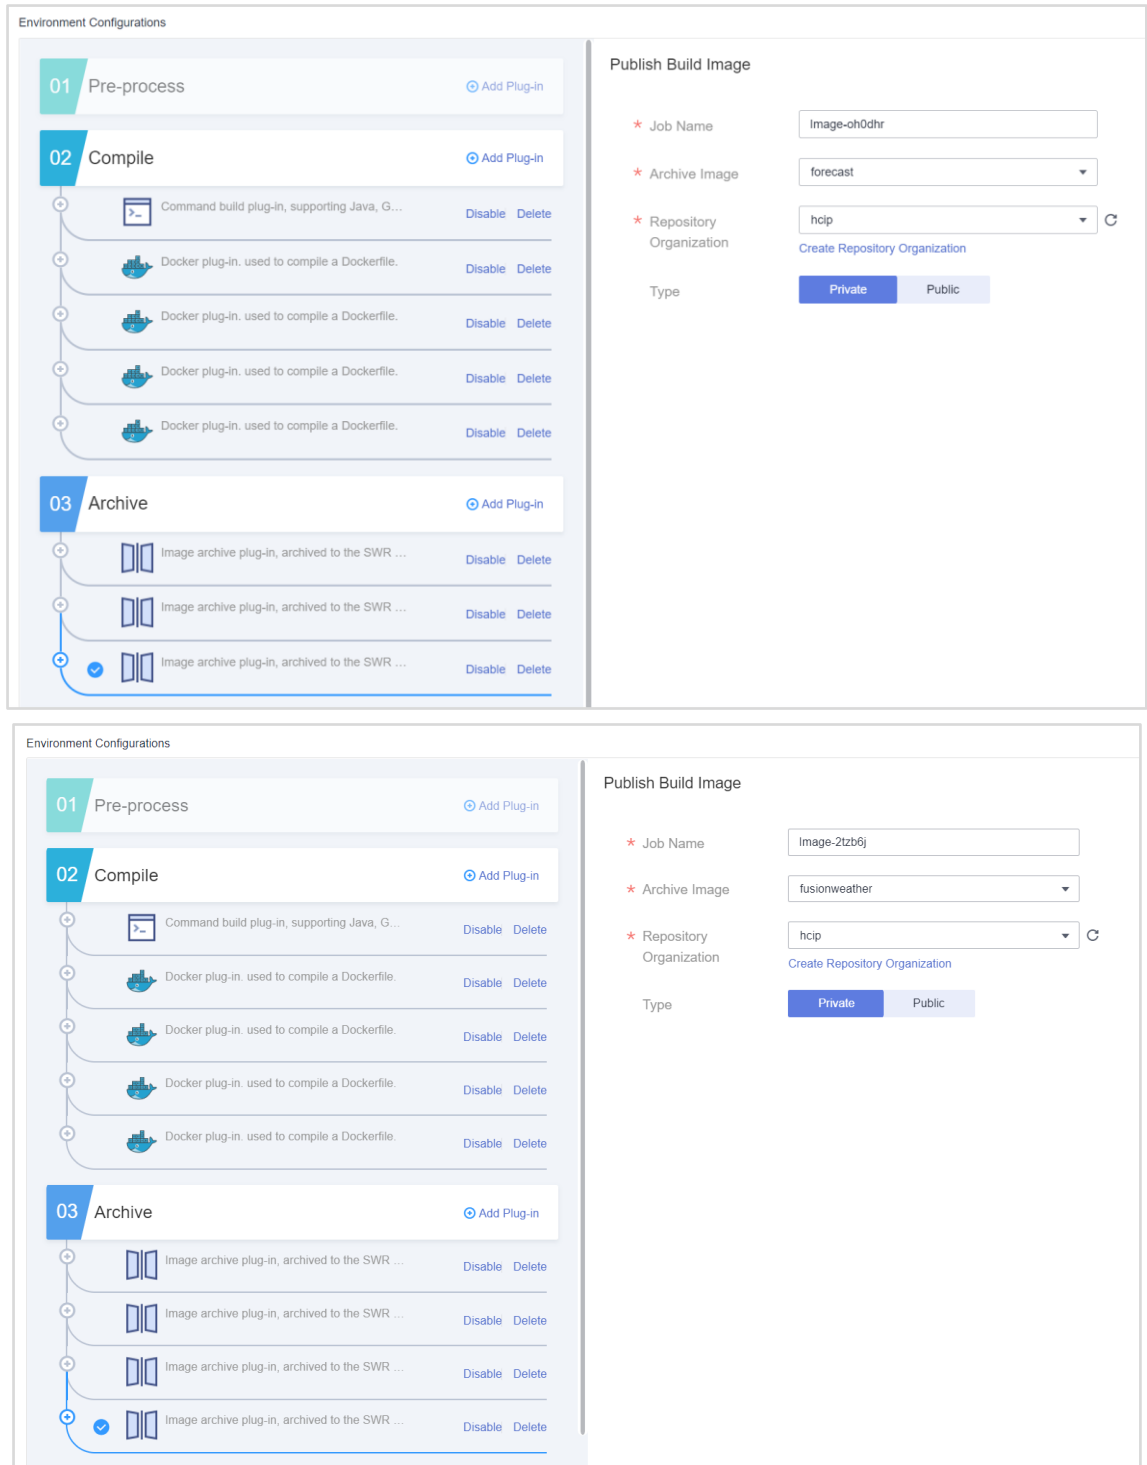 Environment Configurations
01 Pre-process Add Plug-in
02 Compile Add Plug-in
Command build plug-in, supporting Java, G... Disable Delete
Docker plug-in. used to compile a Dockerfile. Disable Delete
Docker plug-in. used to compile a Dockerfile. Disable Delete
Docker plug-in. used to compile a Dockerfile. Disable Delete
Docker plug-in. used to compile a Dockerfile. Disable Delete
03 Archive Add Plug-in
Image archive plug-in, archived to the SWR ... Disable Delete
Image archive plug-in, archived to the SWR ... Disable Delete
Image archive plug-in, archived to the SWR ... Disable Delete
Publish Build Image
* Job Name Image-oh0dhr
* Archive Image forecast
* Repository Organization hcip
Create Repository Organization
Type Private Public
Environment Configurations
01 Pre-process Add Plug-in
02 Compile Add Plug-in
Command build plug-in, supporting Java, G... Disable Delete
Docker plug-in. used to compile a Dockerfile. Disable Delete
Docker plug-in. used to compile a Dockerfile. Disable Delete
Docker plug-in. used to compile a Dockerfile. Disable Delete
Docker plug-in. used to compile a Dockerfile. Disable Delete
03 Archive Add Plug-in
Image archive plug-in, archived to the SWR ... Disable Delete
Image archive plug-in, archived to the SWR ... Disable Delete
Image archive plug-in, archived to the SWR ... Disable Delete
Image archive plug-in, archived to the SWR ... Disable Delete
Publish Build Image
* Job Name Image-2tzb6j
* Archive Image fusionweather
* Repository Organization hcip
Create Repository Organization
Type Private Public